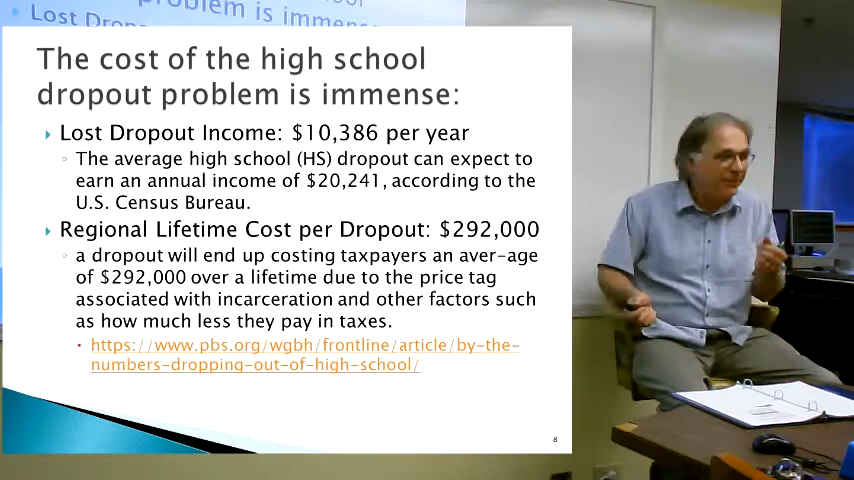 problem is immens
Lost Drop
The cost of the high school
dropout problem is immense:
Lost Dropout Income: $10,386 per year
The average high school (HS) dropout can expect to
earn an annual income of $20,241, according to the
U.S. Census Bureau.
Regional Lifetime Cost per Dropout: $292,000
a dropout will end up costing taxpayers an aver-age
of $292,000 over a lifetime due to the price tag
associated with incarceration and other factors such
as how much less they pay in taxes.
https://www.pbs.org/wgbh/frontline/article/by-the-
numbers-dropping-out-of-high-school/
8